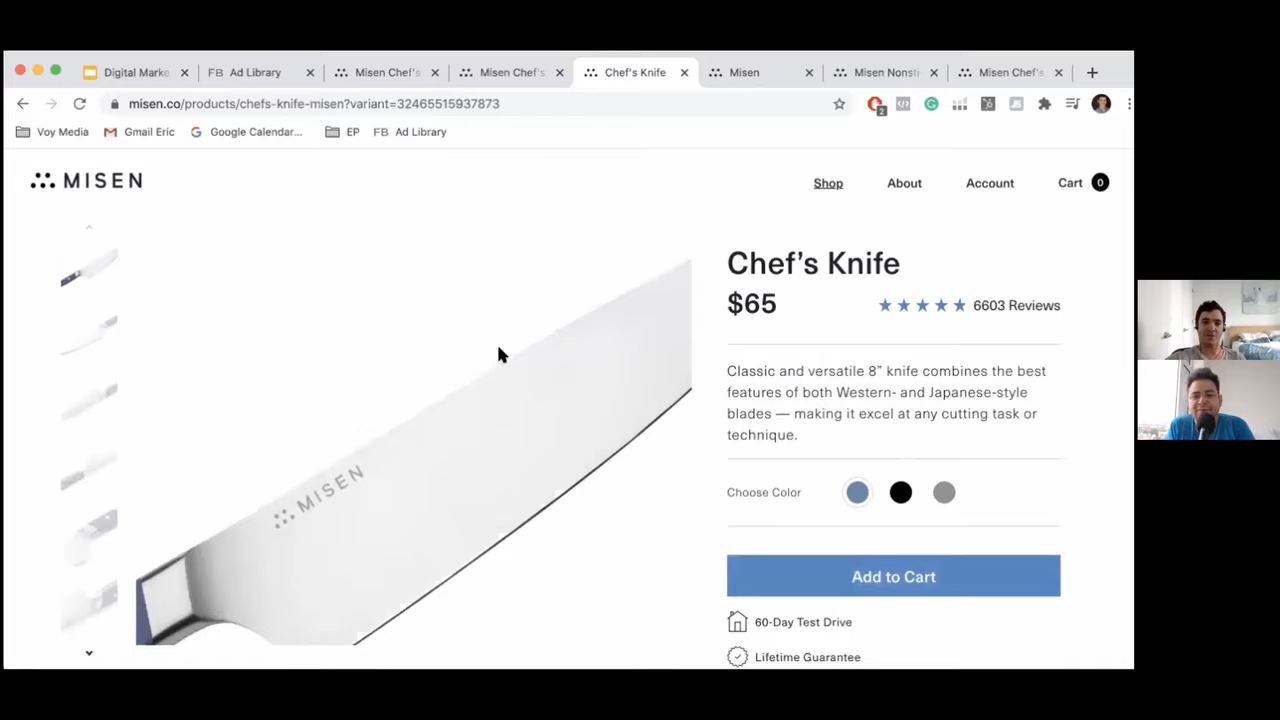 Digital Marke
FB Ad Library
Misen Chef's
Misen Chef's
Chef's Knife
Misen
Misen Nonsti
Misen Chef's
misen.co/products/chefs-knife-misen?variant=32465515937873
2
Voy Media
Gmail Eric
Google Calendar...
EP
FB Ad Library
MISEN
Shop
About
Account
Cart 0
Chef's Knife
$65
6603 Reviews
Classic and versatile 8" knife combines the best
features of both Western- and Japanese-style
blades — making it excel at any cutting task or
technique.
MISEN
Choose Color
Add to Cart
60-Day Test Drive
Lifetime Guarantee